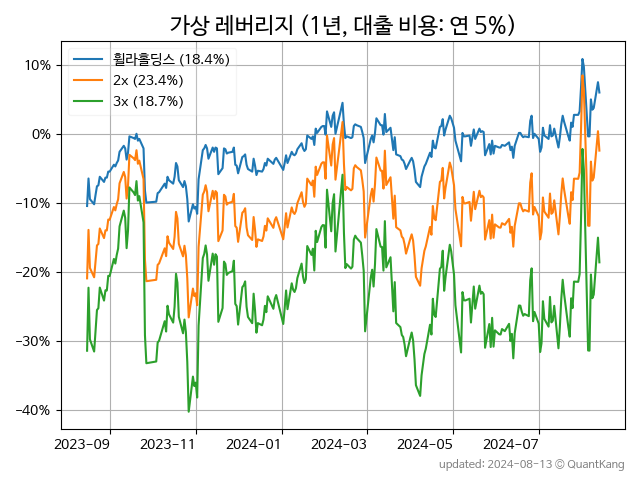 가상 레버리지 (1년, 대출 비용: 연 5%)
휠라홀딩스 (18.4%)
2x (23.4%)
3x (18.7%)
10%
0%
−10%
−20%
−30%
−40%
2023−09
2023−11
2024−01
2024−03
2024−05
2024−07
updated: 2024-08-13 © QuantKang